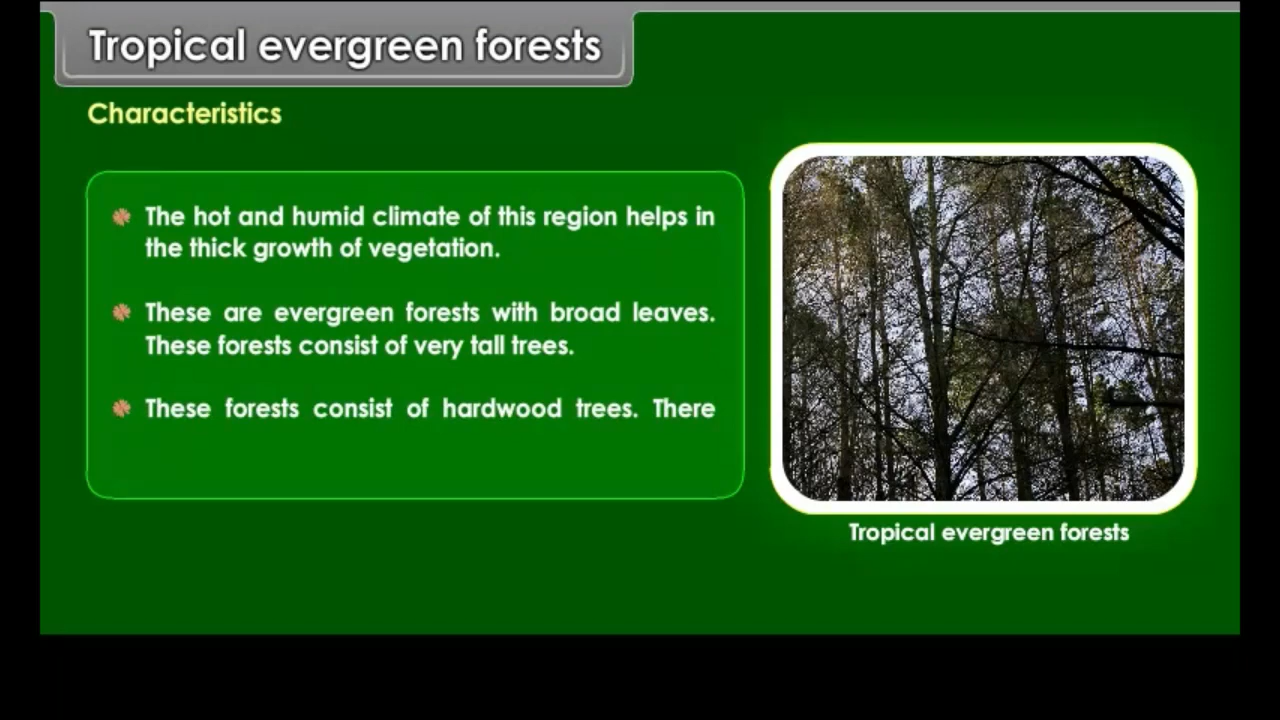 Tropical evergreen forests
Characteristics
The hot and humid climate of this region helps in
the thick growth of vegetation.
These are evergreen forests with broad leaves.
These forests consist of very tall trees.
These forests consist of hardwood trees. There
Tropical evergreen forests